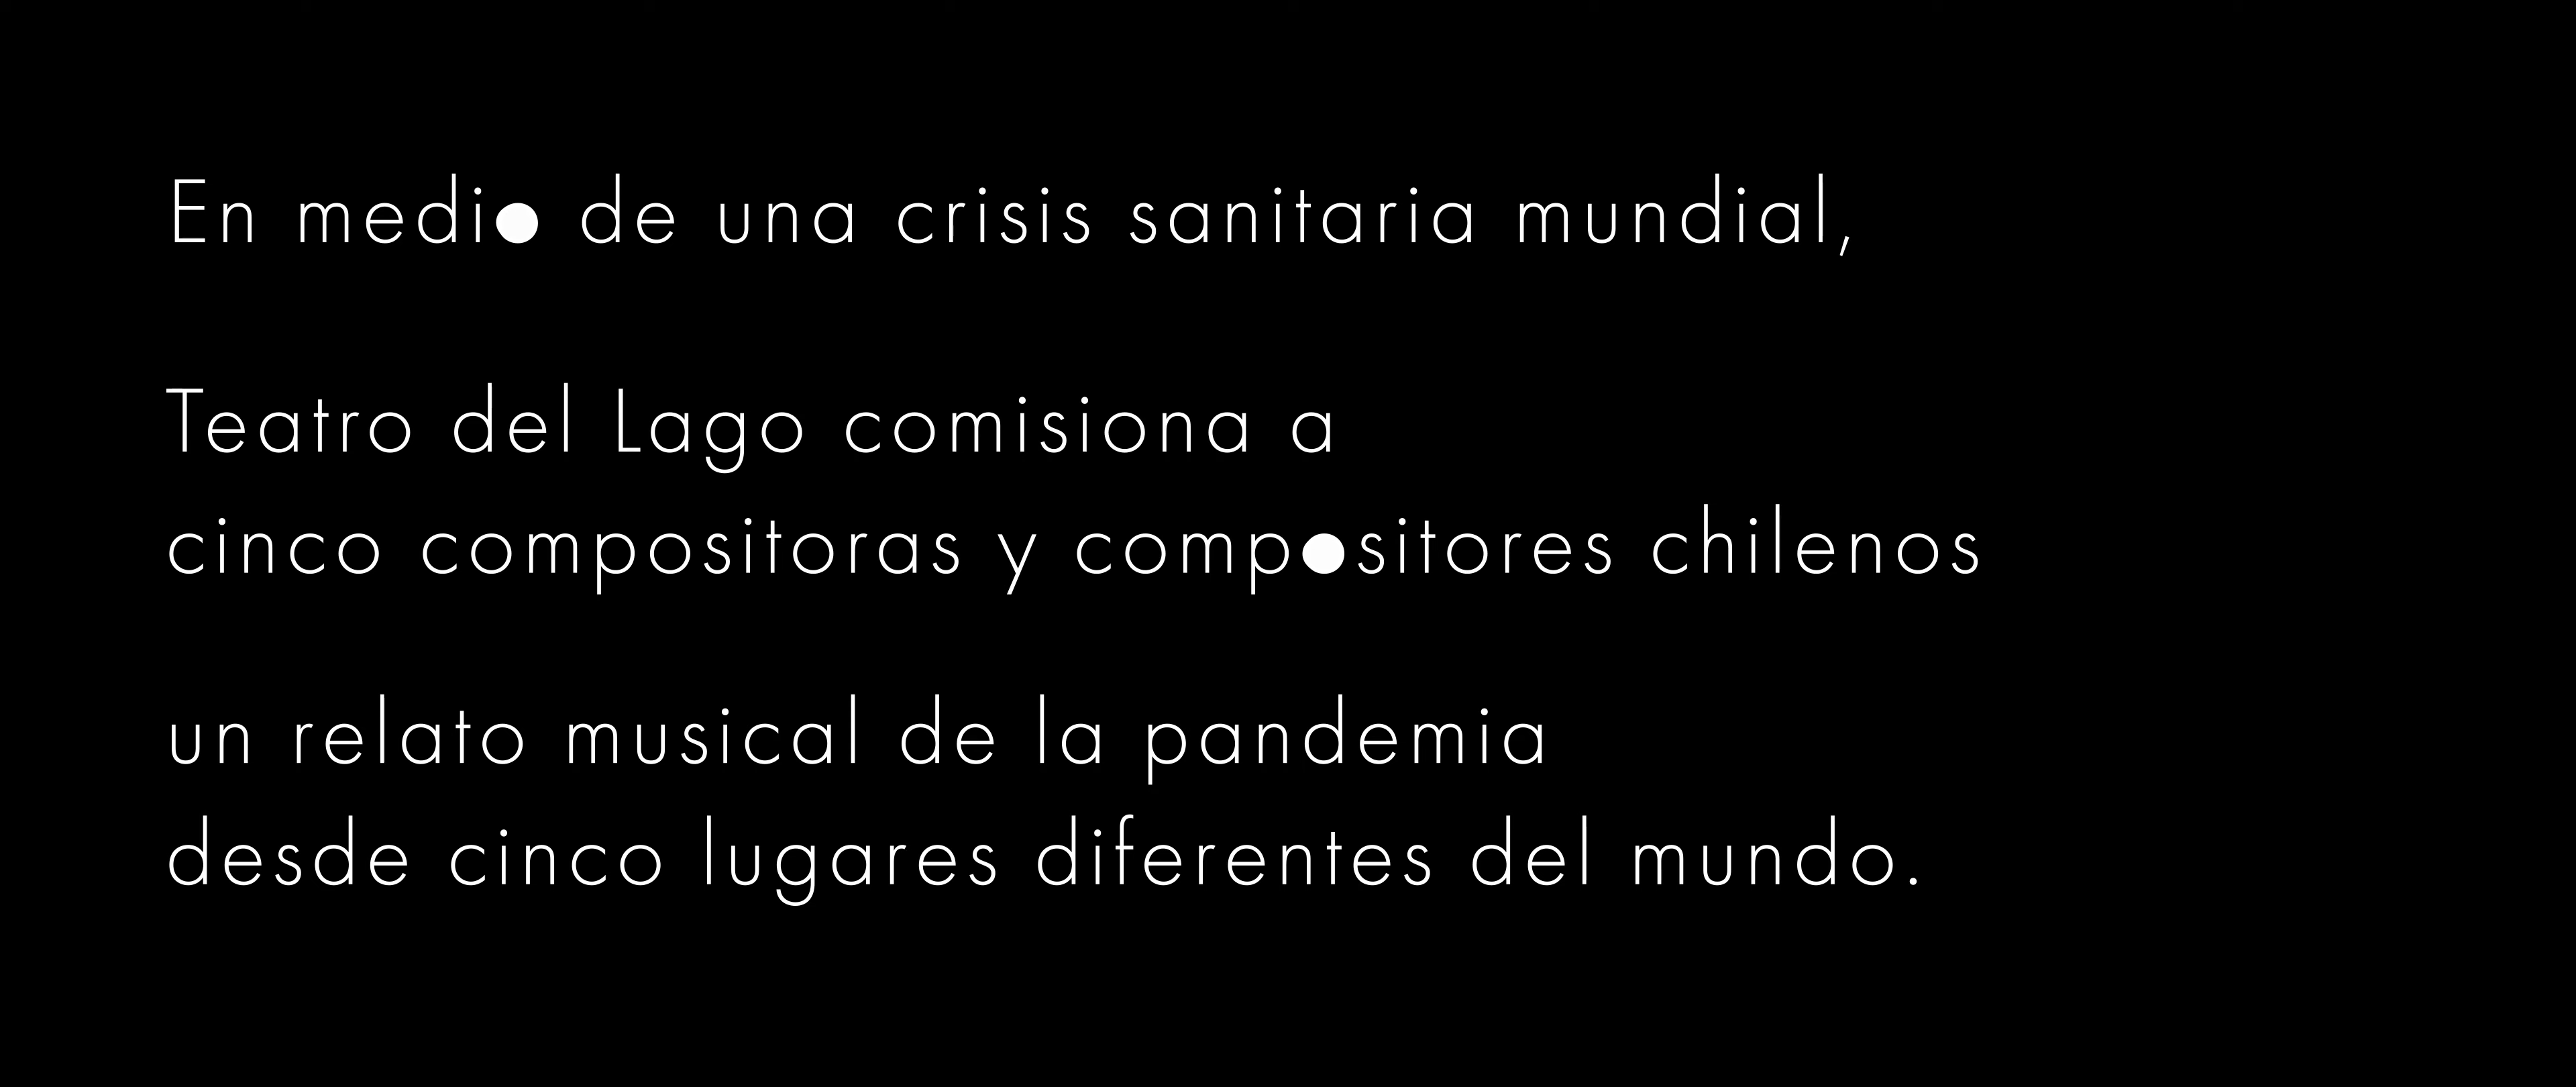 En medio de una crisis sanitaria mundial,
Teatro del Lago comisiona a
cinco compositoras y compositores chilenos
un relato musical de la pandemia
desde cinco lugares diferentes del mundo.